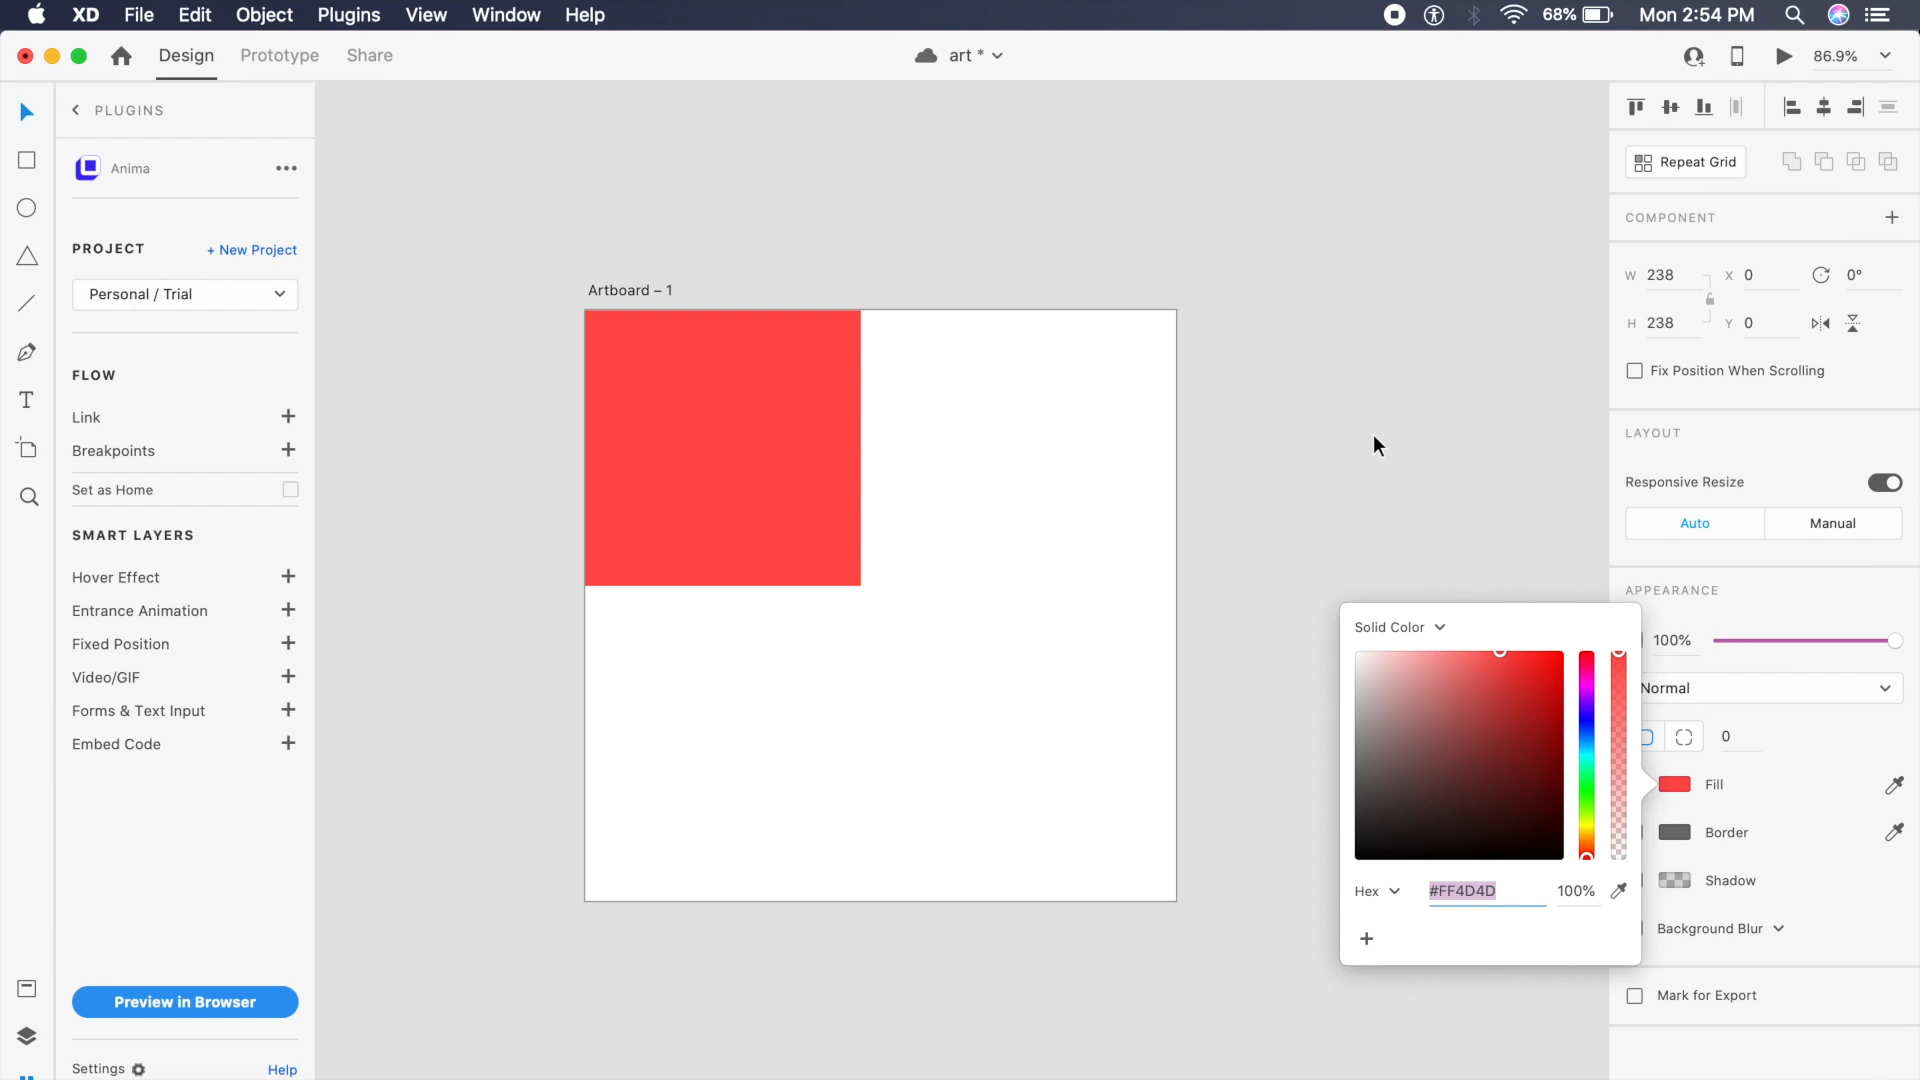 XD File Edit Object Plugins View Window Help 68% Mon 2:54 PM
Design Prototype Share art * 86.9%
PLUGINS
Anima
PROJECT + New Project
Personal / Trial
FLOW
Link
Breakpoints
Set as Home
SMART LAYERS
Hover Effect
Entrance Animation
Fixed Position
Video/GIF
Forms & Text Input
Embed Code
Preview in Browser
Settings Help
Artboard – 1
Repeat Grid
COMPONENT
W 238 X 0 0°
H 238 Y 0
Fix Position When Scrolling
LAYOUT
Responsive Resize
Auto Manual
APPEARANCE
100%
Normal
0
Fill
Border
Shadow
Background Blur
Mark for Export
Solid Color
Hex #FF4D4D 100%